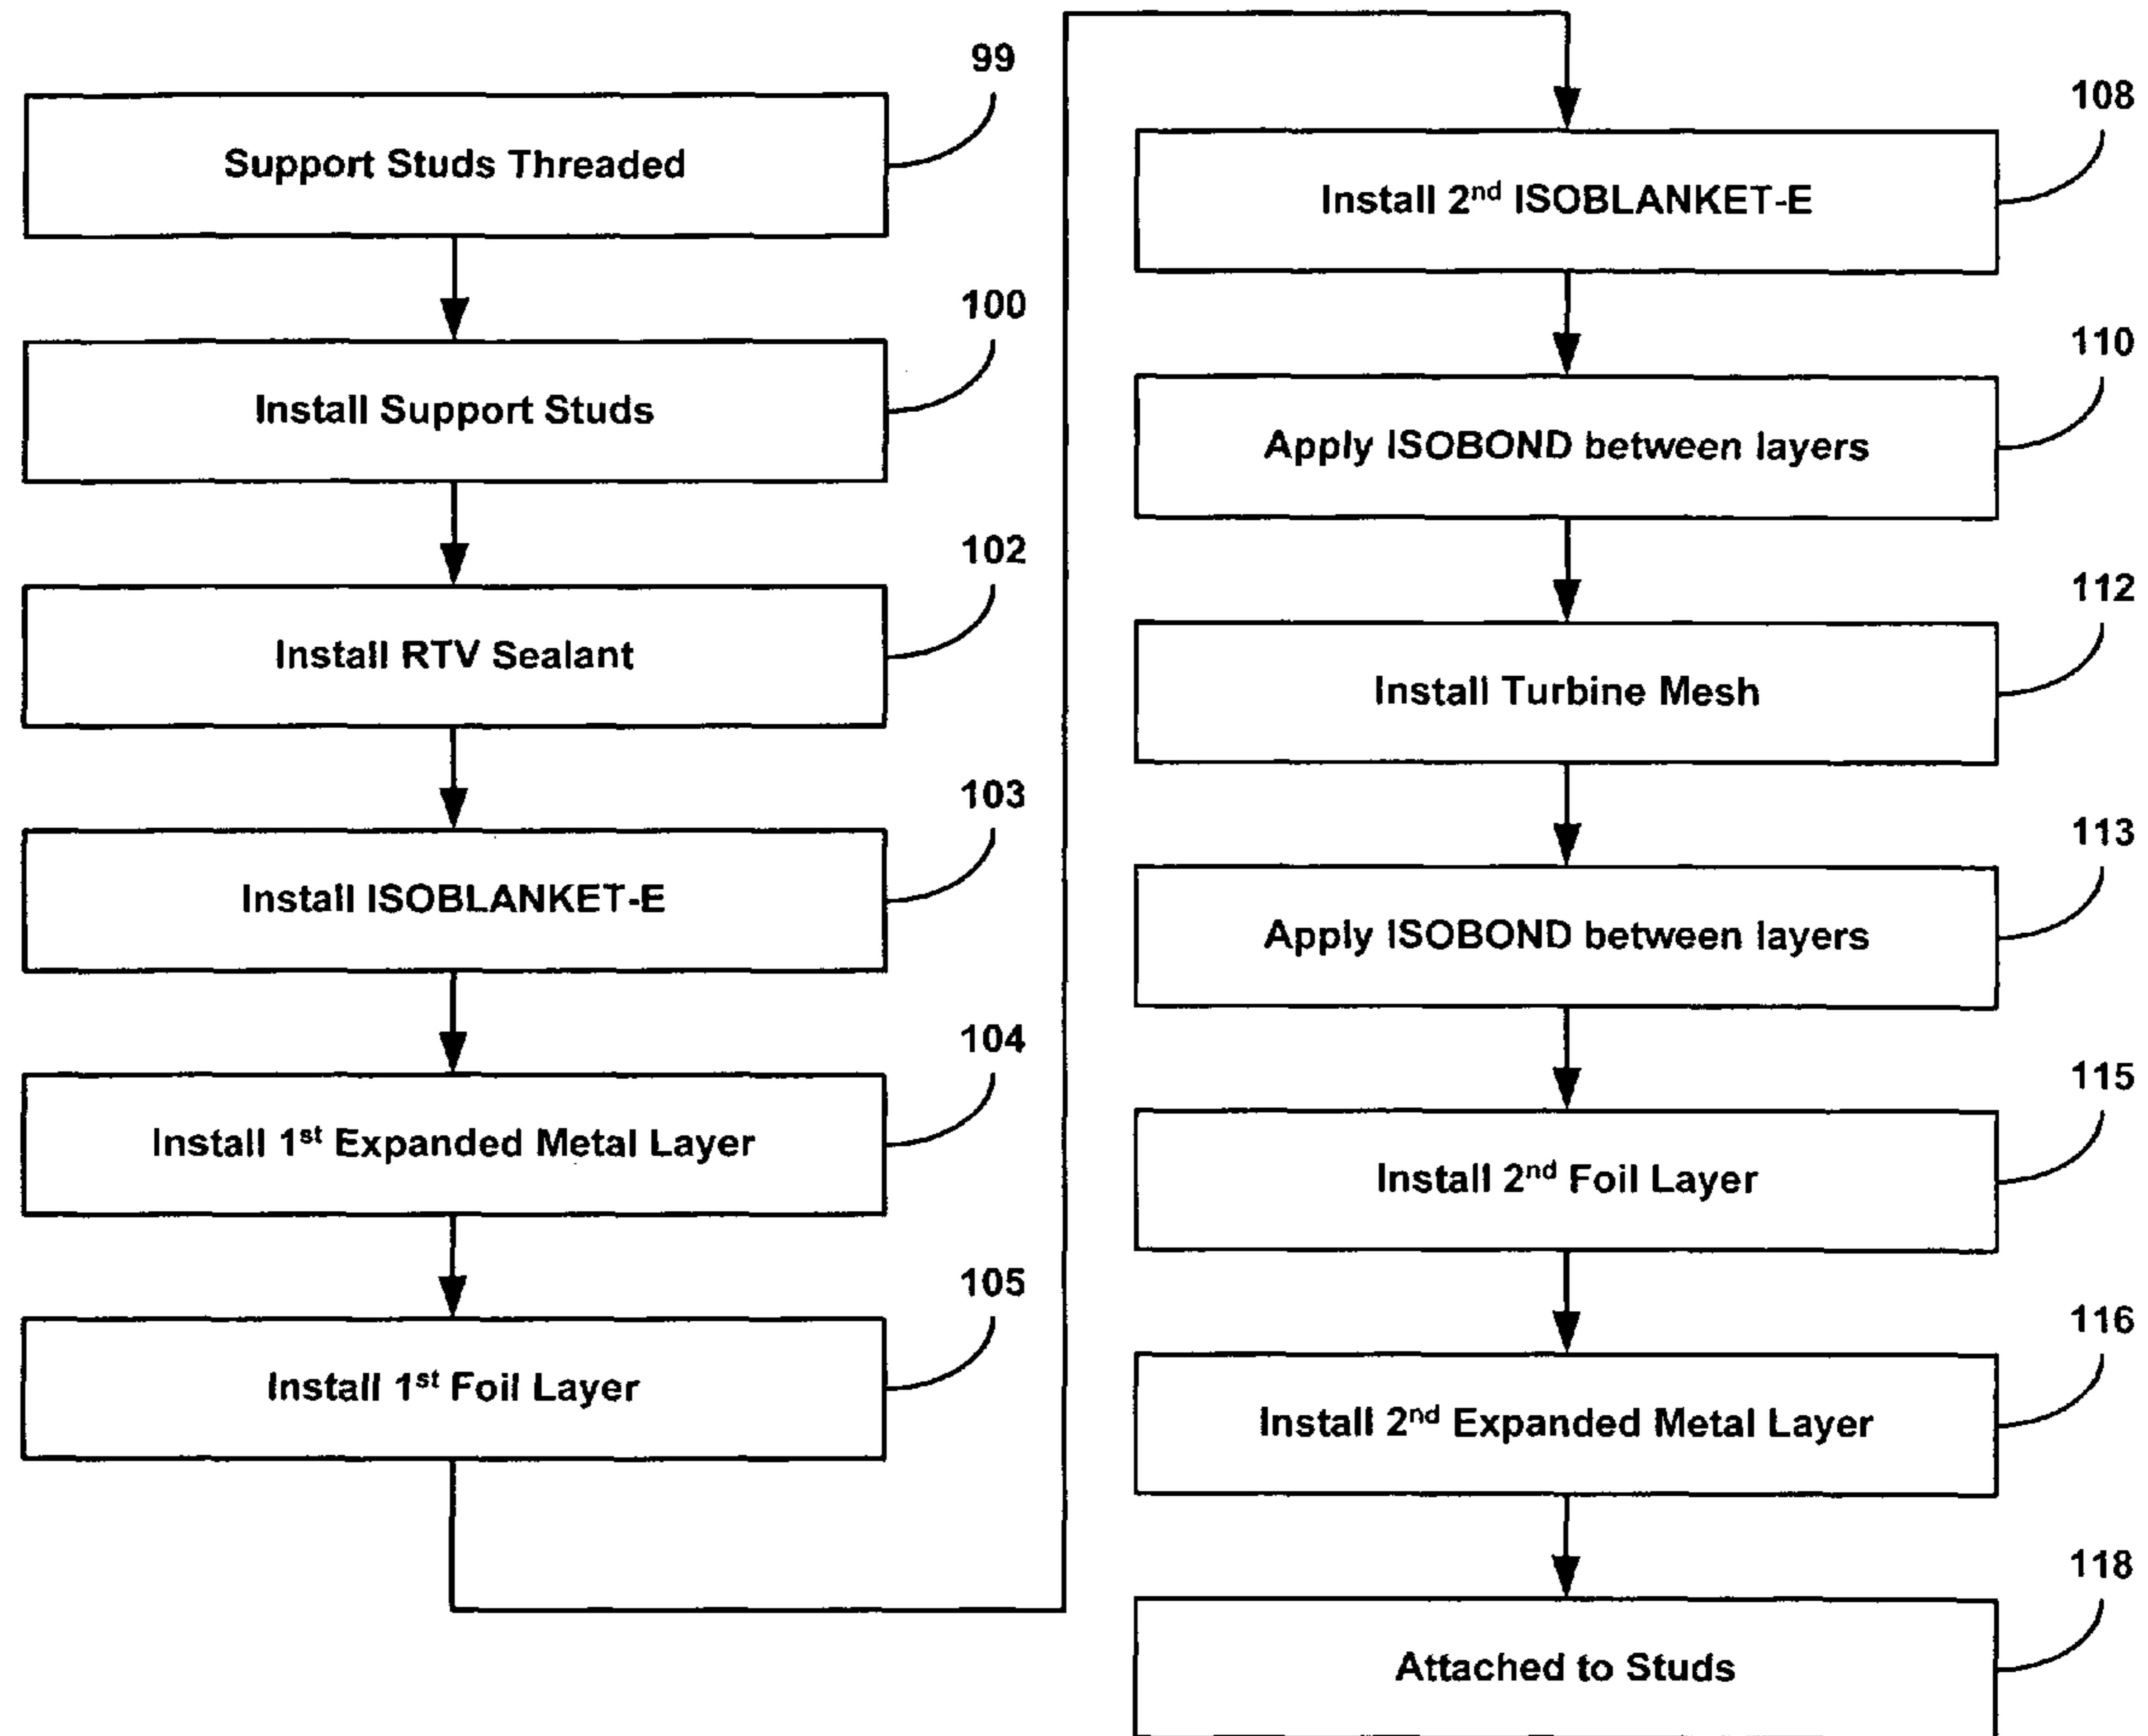 99
Support Studs Threaded
100
Install Support Studs
102
Install RTV Sealant
103
Install ISOBLANKET-E
104
Install 1st Expanded Metal Layer
105
Install 1st Foil Layer
108
Install 2nd ISOBLANKET-E
110
Apply ISOBOND between layers
112
Install Turbine Mesh
113
Apply ISOBOND between layers
115
Install 2nd Foil Layer
116
Install 2nd Expanded Metal Layer
118
Attached to Studs